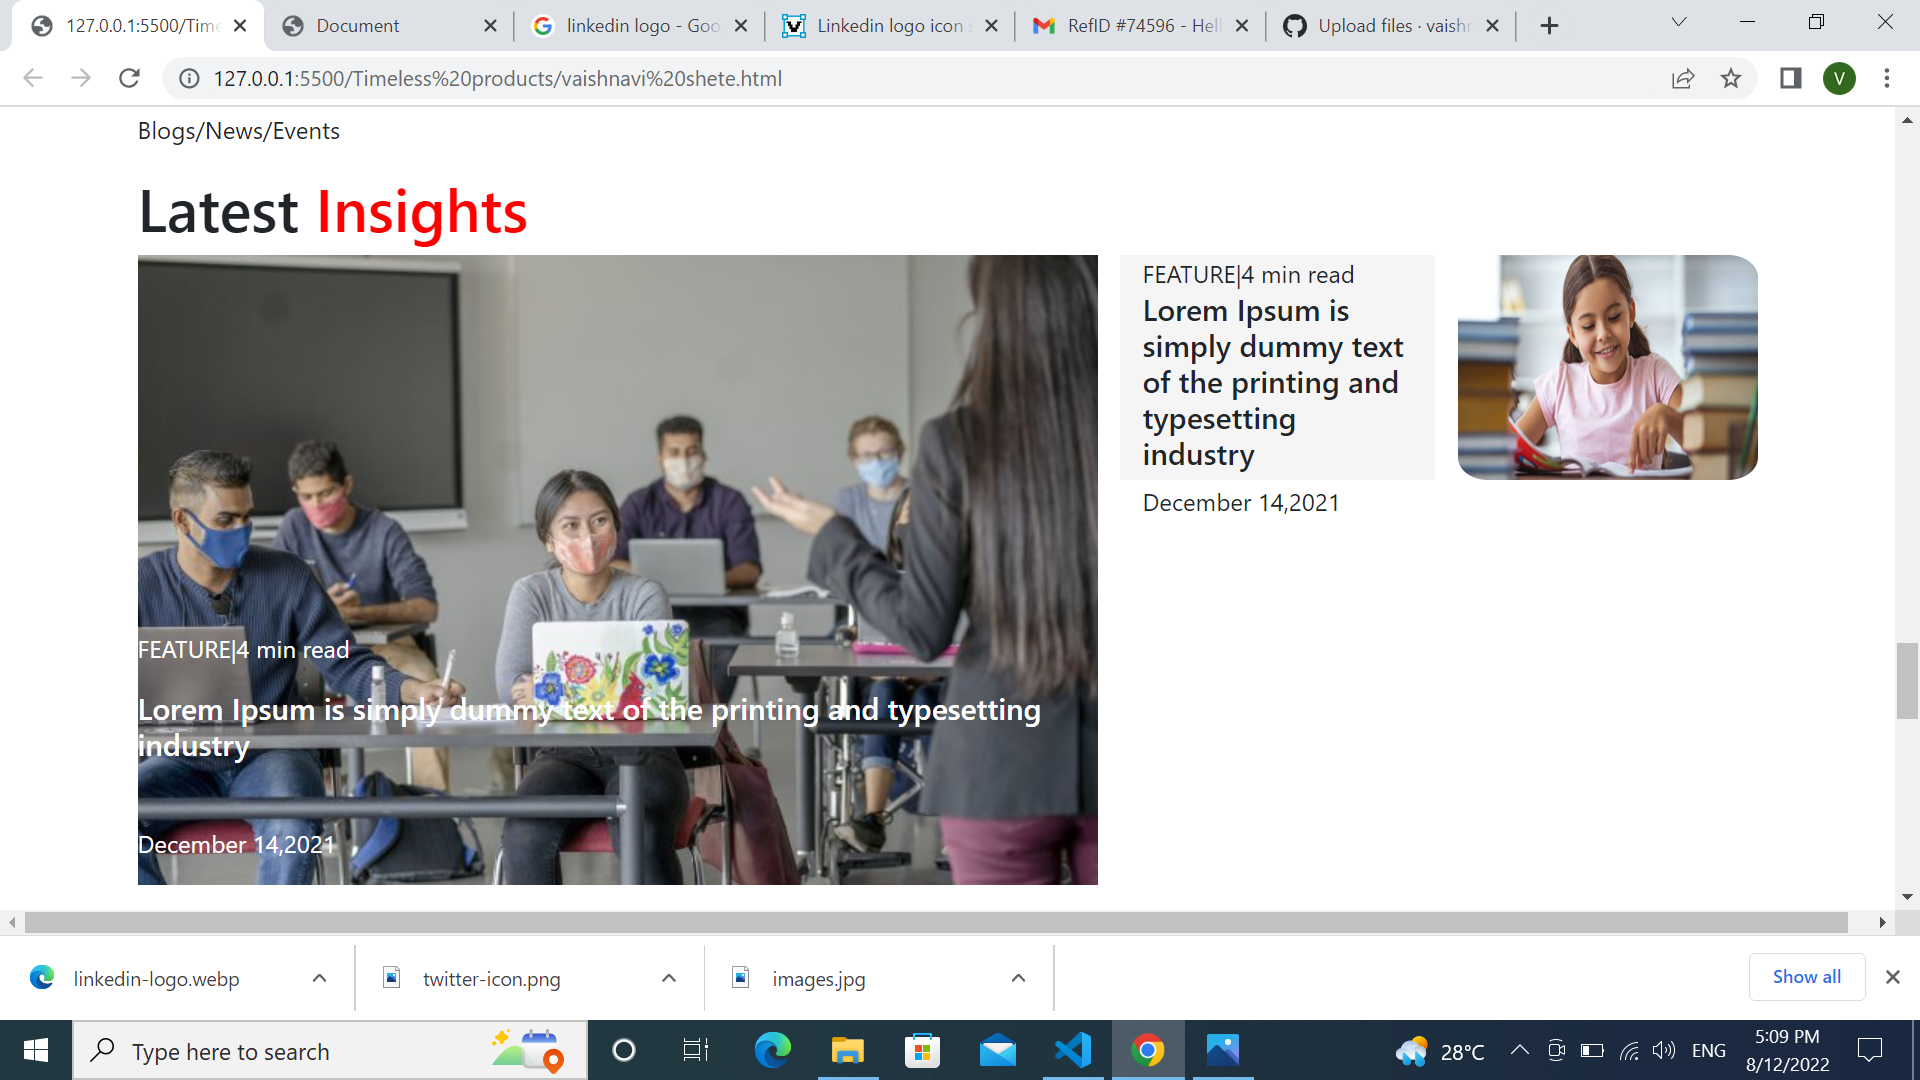 127.0.0.1:5500/Time
Document
linkedin logo - Goo
Linkedin logo icon s
RefID #74596 - Hell
Upload files · vaishn
127.0.0.1:5500/Timeless%20products/vaishnavi%20shete.html
V
Blogs/News/Events
Latest Insights
FEATURE|4 min read
Lorem Ipsum is simply dummy text of the printing and typesetting
industry
December 14,2021
FEATURE|4 min read
Lorem Ipsum is
simply dummy text
of the printing and
typesetting
industry
December 14,2021
linkedin-logo.webp
twitter-icon.png
images.jpg
Show all
Type here to search
28°C
ENG
5:09 PM
8/12/2022